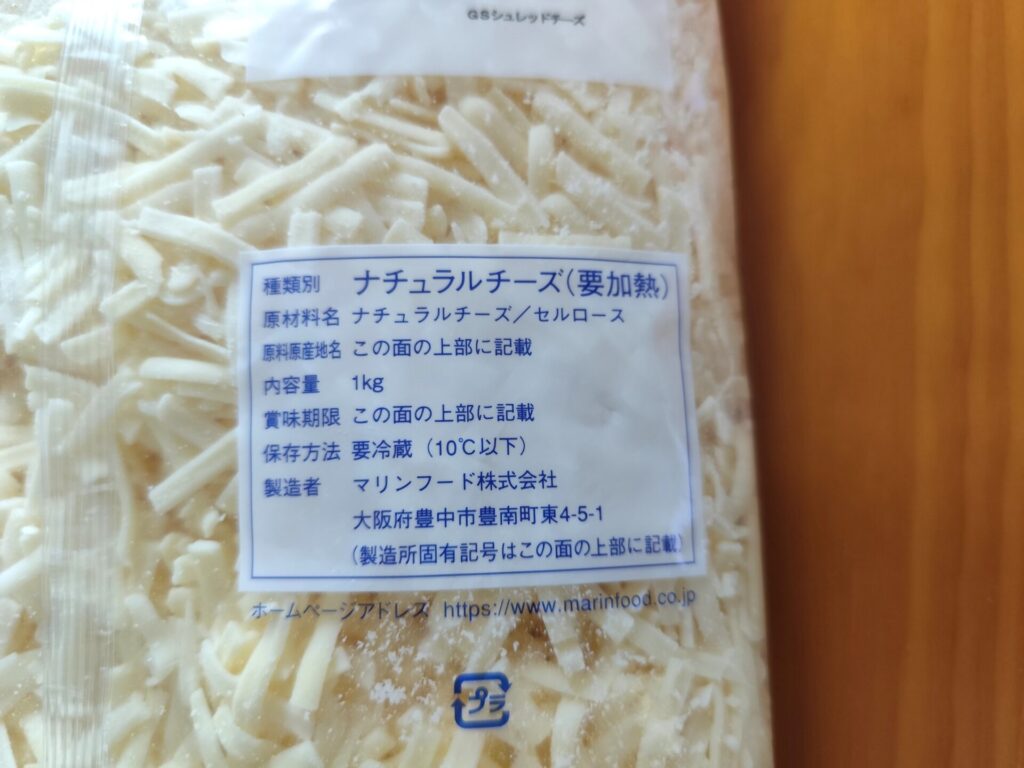 GSシュレッドチーズ
種類別 ナチュラルチーズ(要加熱)
原材料名 ナチュラルチーズ/セルロース
原料原産地名 この面の上部に記載
内容量 1kg
賞味期限 この面の上部に記載
保存方法 要冷蔵(10℃以下)
製造者 マリンフード株式会社
大阪府豊中市豊南町東4-5-1
(製造所固有記号はこの面の上部に記載)
ホームページアドレス https://www.marinfood.co.jp
プラ